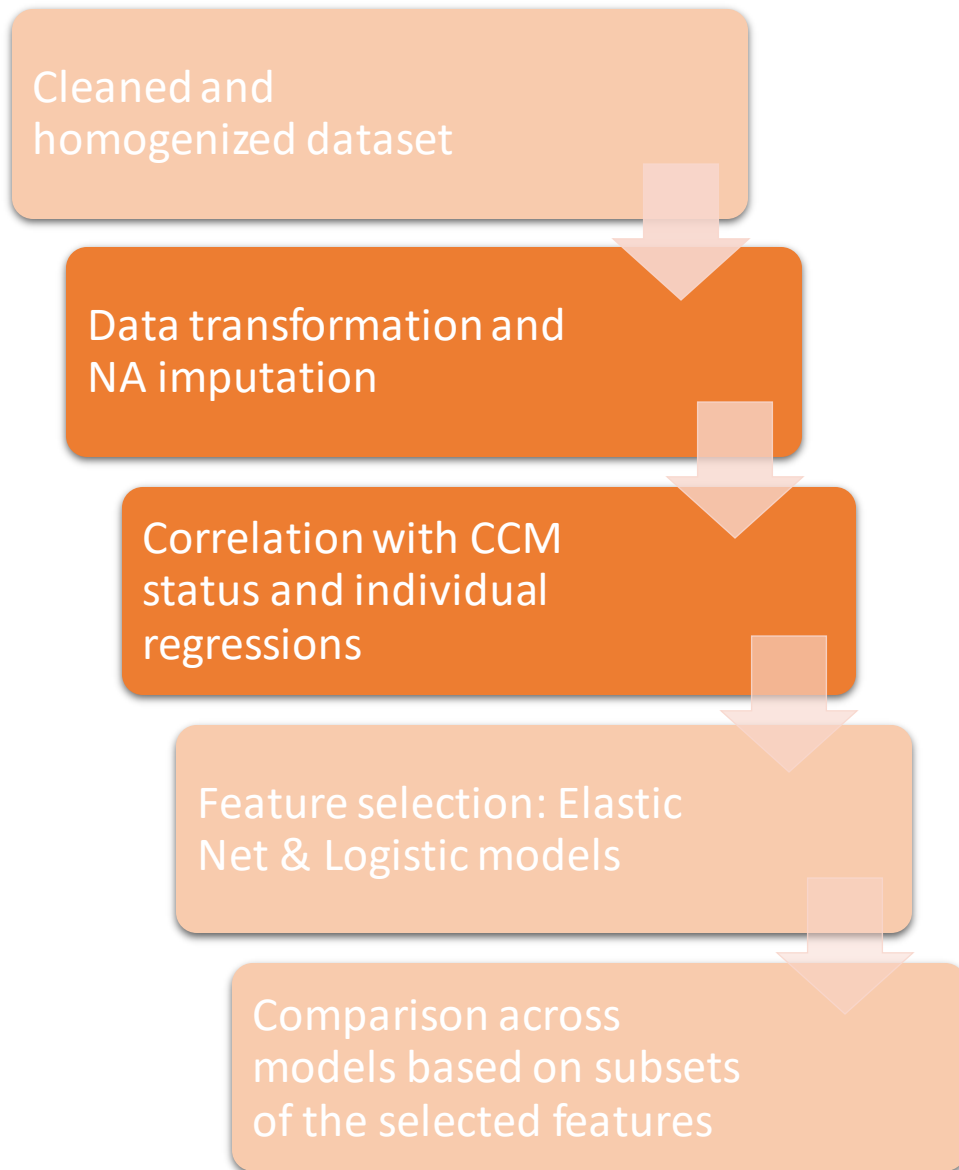 Cleaned and
homogenized dataset
Data transformation and
NA imputation
Correlation with CCM
status and individual
regressions
Feature selection: Elastic
Net & Logistic models
Comparison across
models based on subsets
of the selected features